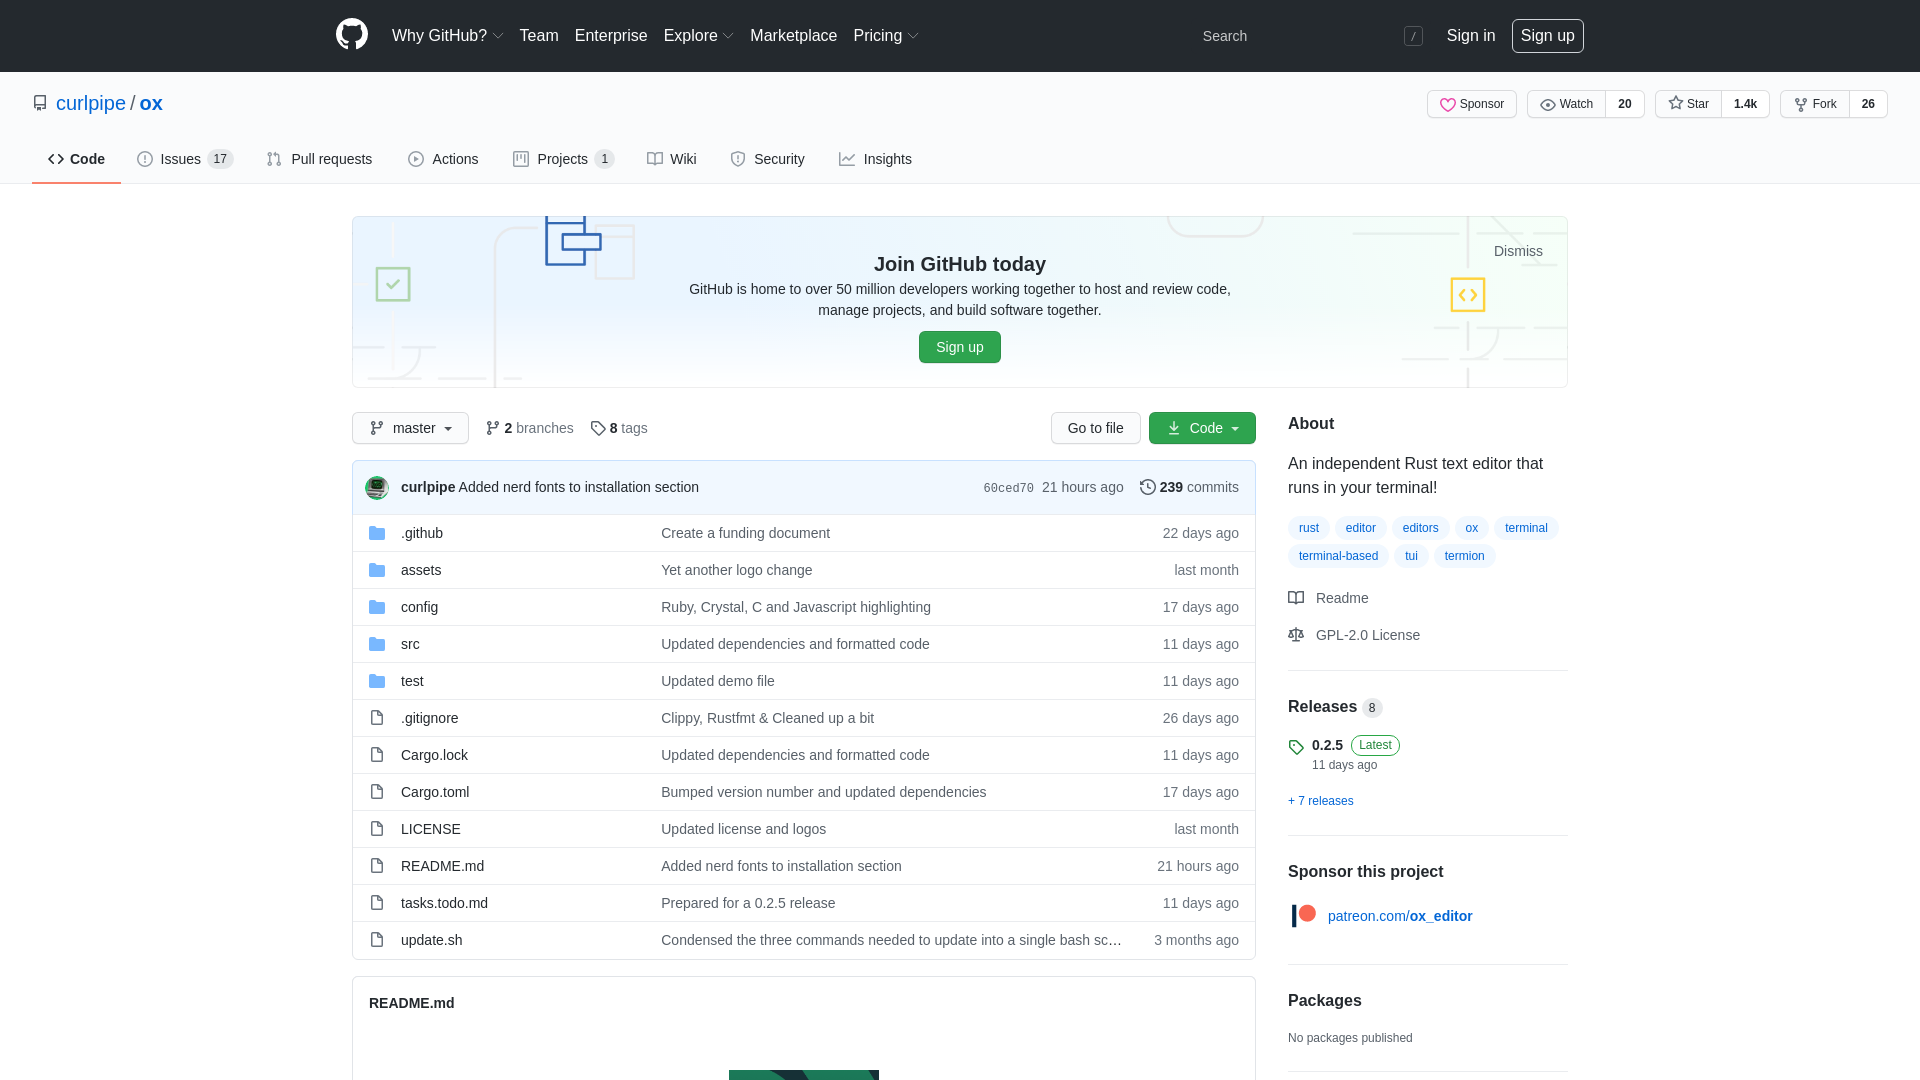 Why GitHub? Team Enterprise Explore Marketplace Pricing Search / Sign in Sign up
curlpipe / ox Sponsor Watch 20 Star 1.4k Fork 26
Code Issues 17 Pull requests Actions Projects 1 Wiki Security Insights
Dismiss
Join GitHub today
GitHub is home to over 50 million developers working together to host and review code,
manage projects, and build software together.
Sign up
master 2 branches 8 tags Go to file Code
curlpipe Added nerd fonts to installation section 60ced70 21 hours ago 239 commits
.github Create a funding document 22 days ago
assets Yet another logo change last month
config Ruby, Crystal, C and Javascript highlighting 17 days ago
src Updated dependencies and formatted code 11 days ago
test Updated demo file 11 days ago
.gitignore Clippy, Rustfmt & Cleaned up a bit 26 days ago
Cargo.lock Updated dependencies and formatted code 11 days ago
Cargo.toml Bumped version number and updated dependencies 17 days ago
LICENSE Updated license and logos last month
README.md Added nerd fonts to installation section 21 hours ago
tasks.todo.md Prepared for a 0.2.5 release 11 days ago
update.sh Condensed the three commands needed to update into a single bash sc… 3 months ago
README.md
About
An independent Rust text editor that
runs in your terminal!
rust editor editors ox terminal
terminal-based tui termion
Readme
GPL-2.0 License
Releases 8
0.2.5 Latest
11 days ago
+ 7 releases
Sponsor this project
patreon.com/ox_editor
Packages
No packages published